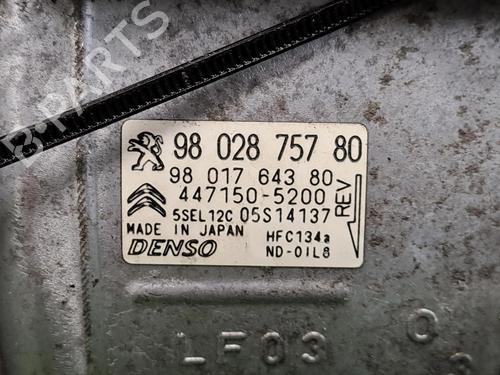 B-PARTS
98 028 757 80
98 017 643 80
447150-5200
5SEL12C 05S14137
REV
MADE IN JAPAN
HFC134a
DENSO
ND-OIL8
LF03